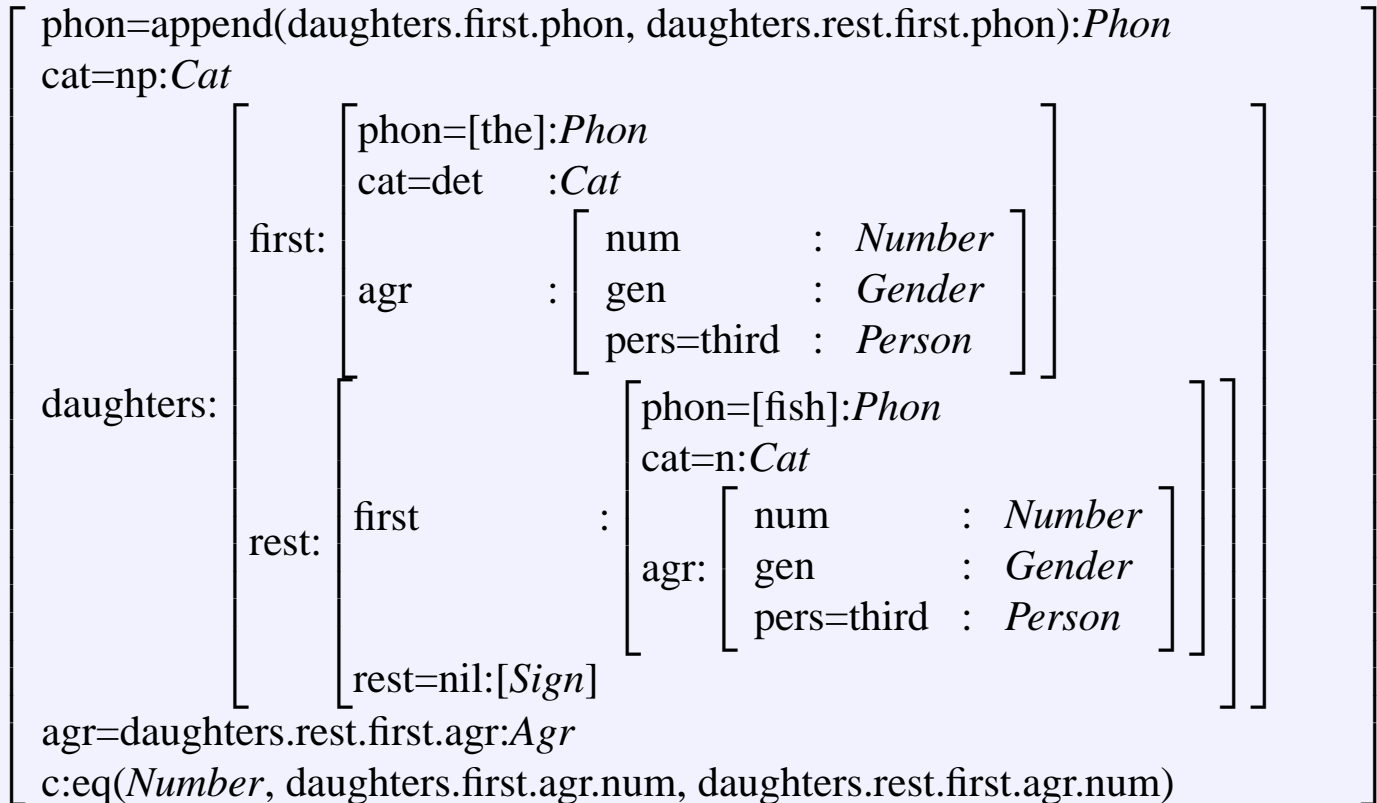 phon=append(daughters.first.phon, daughters.rest.first.phon):Phon
cat=np:Cat
daughters:
first:
phon=[the]:Phon
cat=det :Cat
agr :
num : Number
gen : Gender
pers=third : Person
rest:
first :
phon=[fish]:Phon
cat=n:Cat
agr:
num : Number
gen : Gender
pers=third : Person
rest=nil:[Sign]
agr=daughters.rest.first.agr:Agr
c:eq(Number, daughters.first.agr.num, daughters.rest.first.agr.num)